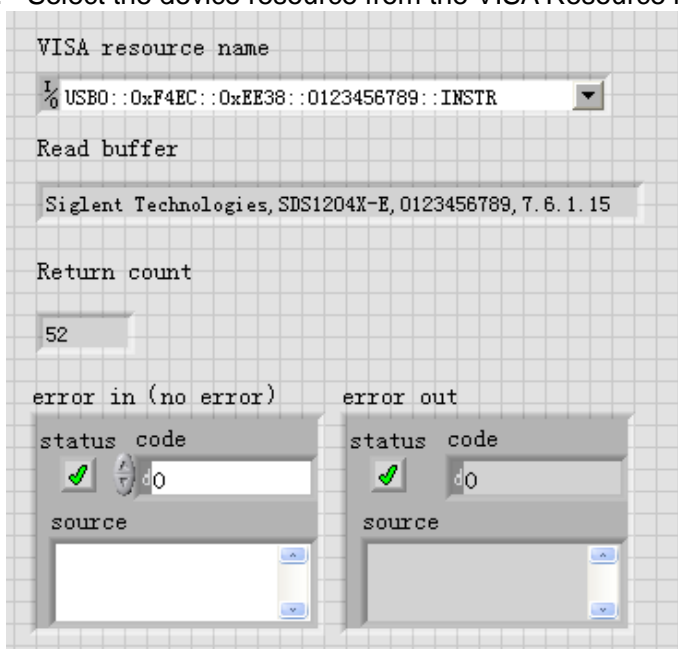 Select the device resource from the VISA Resource
VISA resource name
I/O USB0::0xF4EC::0xEE38::0123456789::INSTR
Read buffer
Siglent Technologies,SDS1204X-E,0123456789,7.6.1.15
Return count
52
error in (no error) error out
status code status code
d 0 d 0
source source